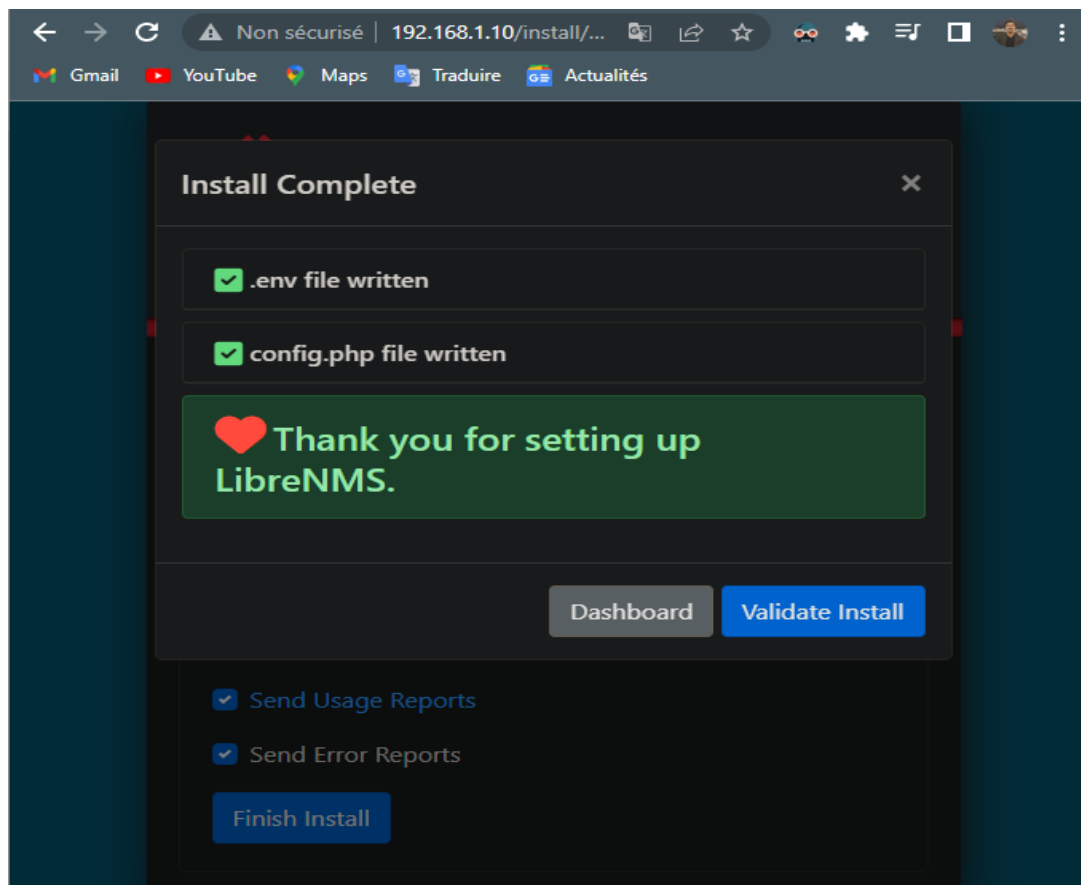 Non sécurisé | 192.168.1.10/install/...
Gmail YouTube Maps Traduire Actualités
Install Complete
.env file written
config.php file written
Thank you for setting up
LibreNMS.
Dashboard Validate Install
Send Usage Reports
Send Error Reports
Finish Install